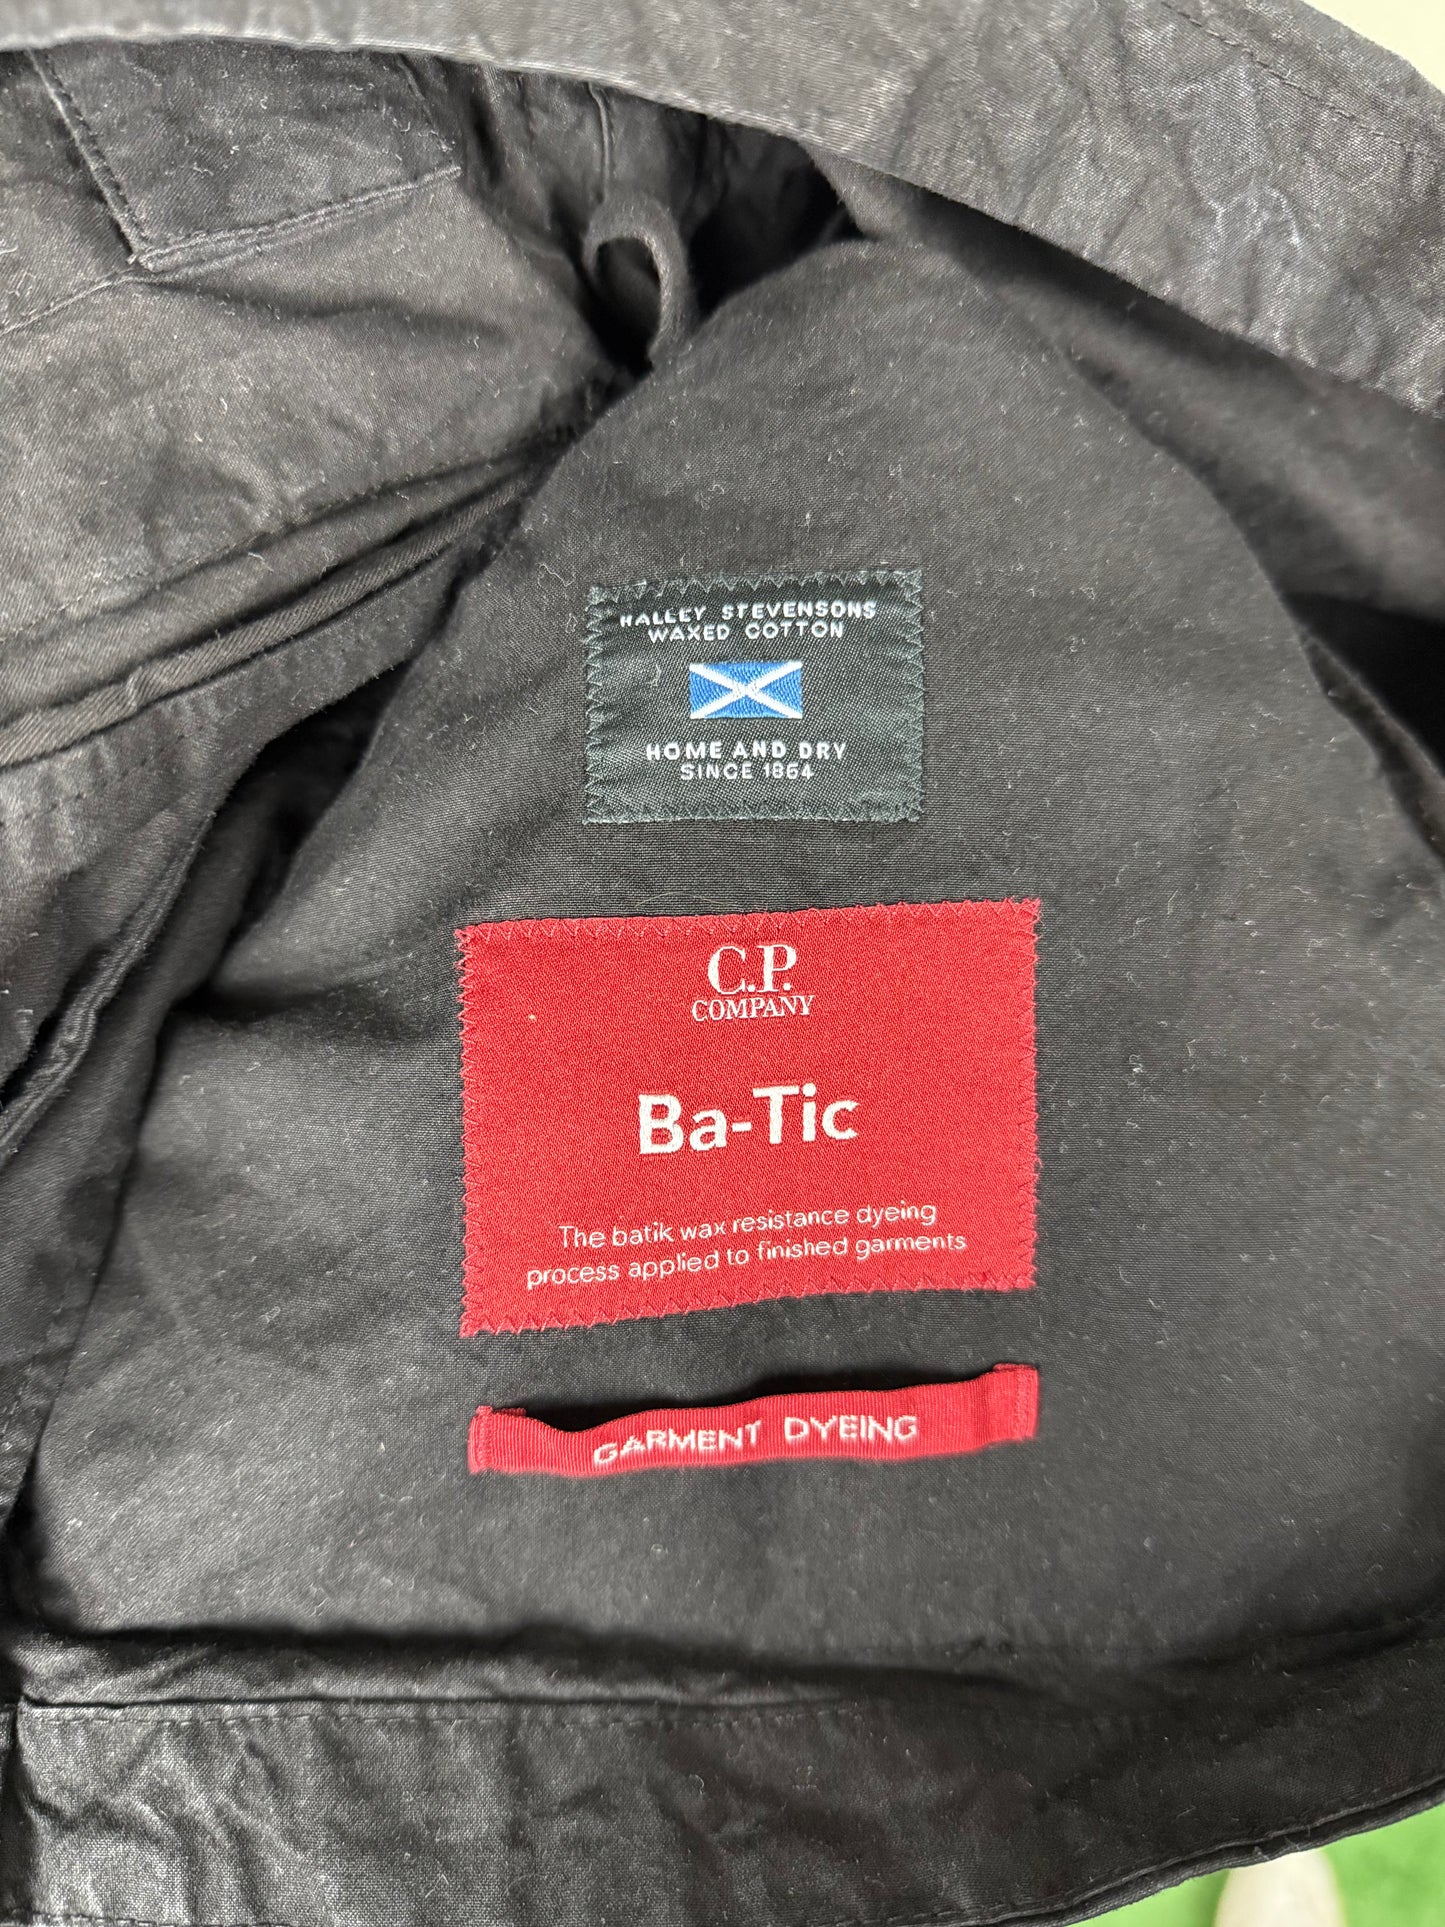 HALLEY STEVENSONS
WAXED COTTON
HOME AND DRY
SINCE 1864
C.P.
COMPANY
Ba-Tic
The batik wax resistance dyeing
process applied to finished garments
GARMENT DYEING